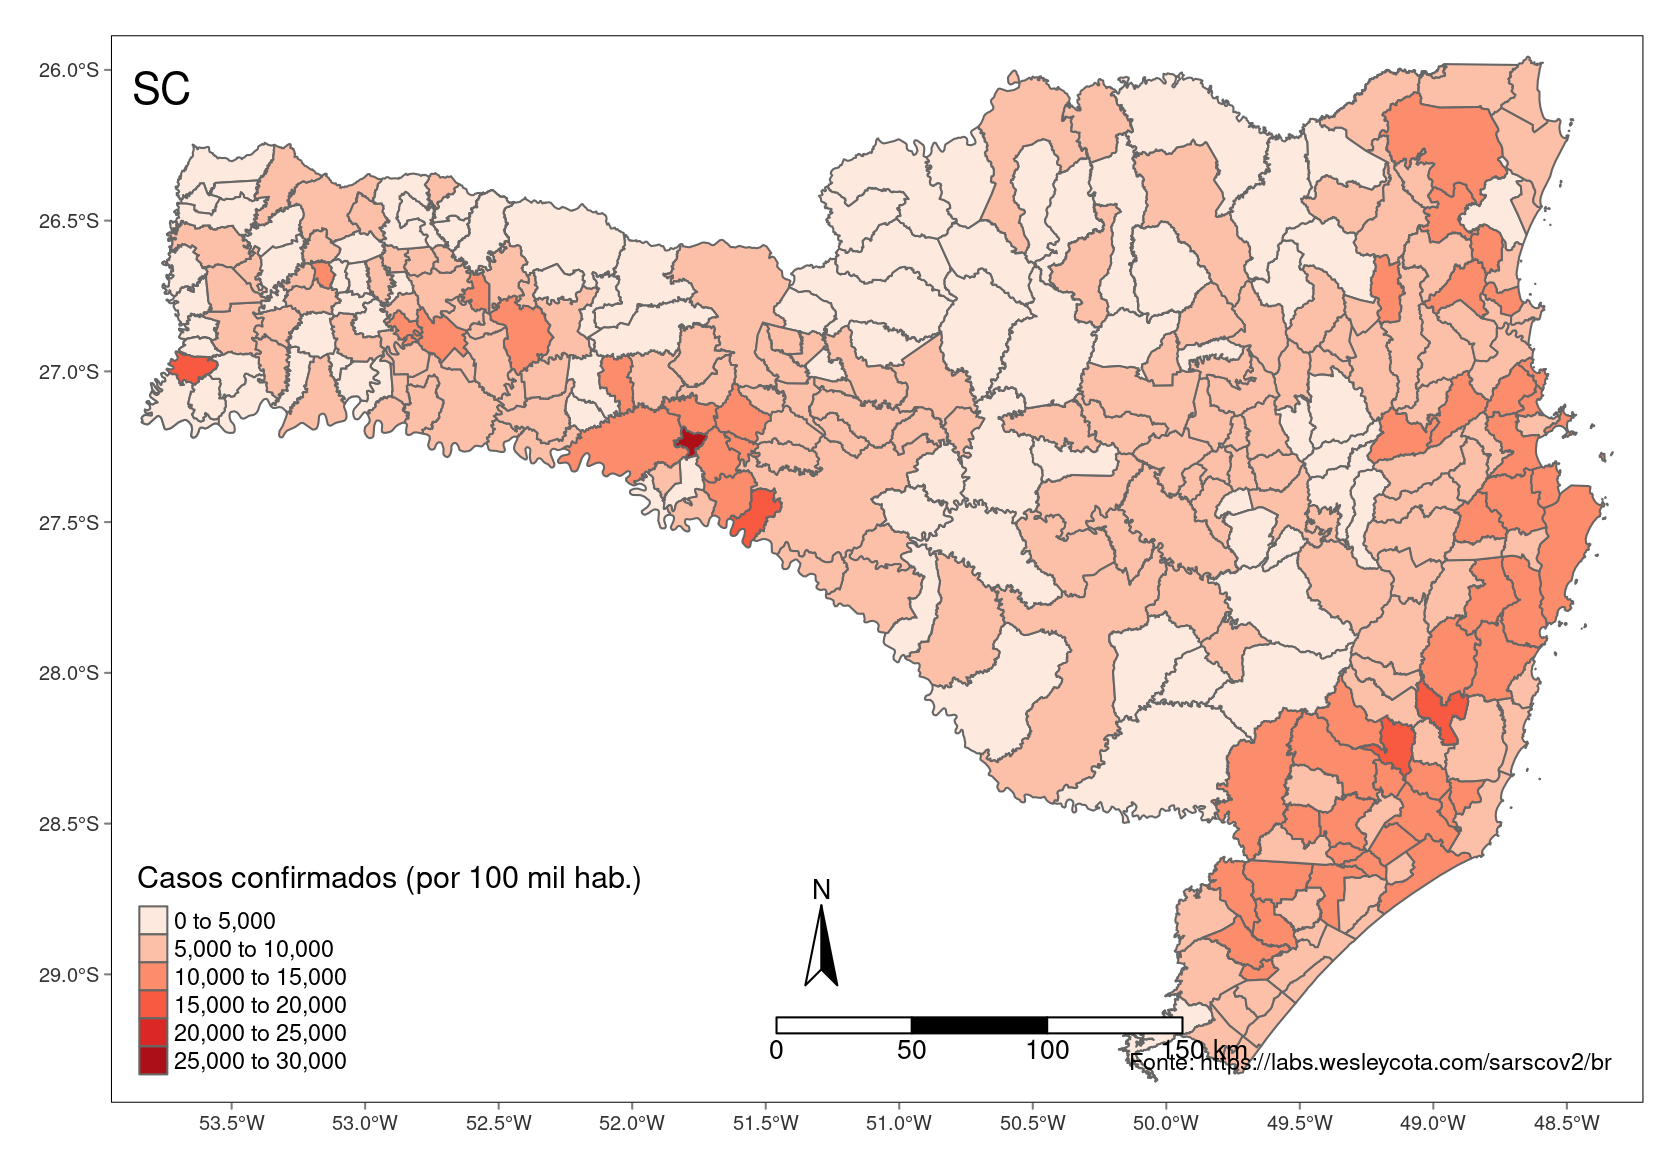 SC
26.0°S
26.5°S
27.0°S
27.5°S
28.0°S
28.5°S
29.0°S
Casos confirmados (por 100 mil hab.)
0 to 5,000
5,000 to 10,000
10,000 to 15,000
15,000 to 20,000
20,000 to 25,000
25,000 to 30,000
N
0 50 100 150 km
Fonte: https://labs.wesleycota.com/sarscov2/br
53.5°W 53.0°W 52.5°W 52.0°W 51.5°W 51.0°W 50.5°W 50.0°W 49.5°W 49.0°W 48.5°W